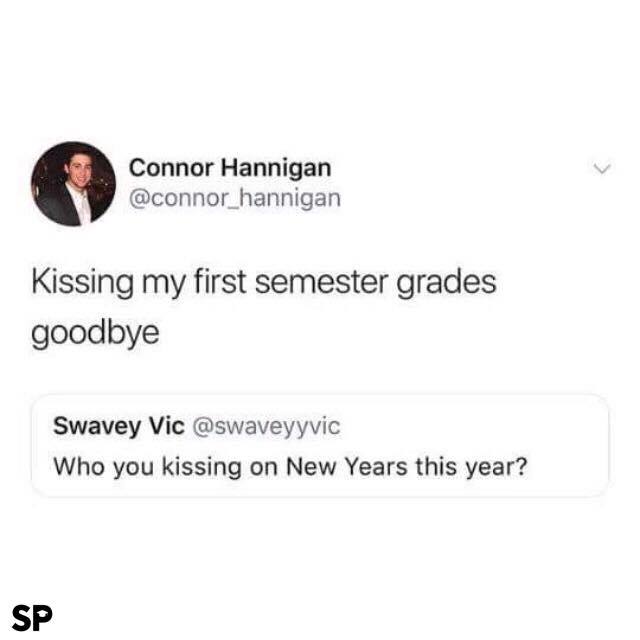 Connor Hannigan
@connor_hannigan
Kissing my first semester grades
goodbye
Swavey Vic @swaveyyvic
Who you kissing on New Years this year?
SP